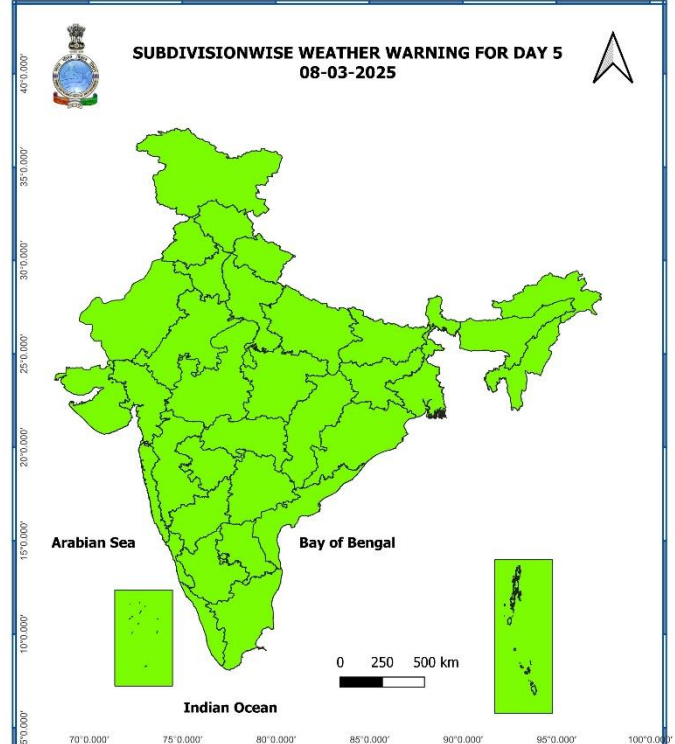 SUBDIVISIONWISE WEATHER WARNING FOR DAY 5
08-03-2025
40°0.000'
35°0.000'
30°0.000'
25°0.000'
20°0.000'
15°0.000'
10°0.000'
5°0.000'
Arabian Sea
Bay of Bengal
0 250 500 km
Indian Ocean
70°0.000' 75°0.000' 80°0.000' 85°0.000' 90°0.000' 95°0.000' 100°0.000'